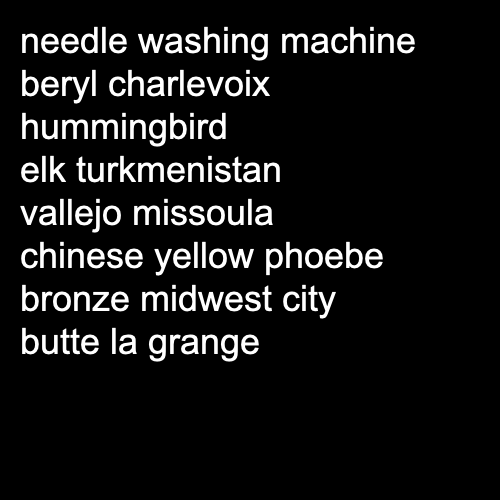 needle washing machine
beryl charlevoix
hummingbird
elk turkmenistan
vallejo missoula
chinese yellow phoebe
bronze midwest city
butte la grange